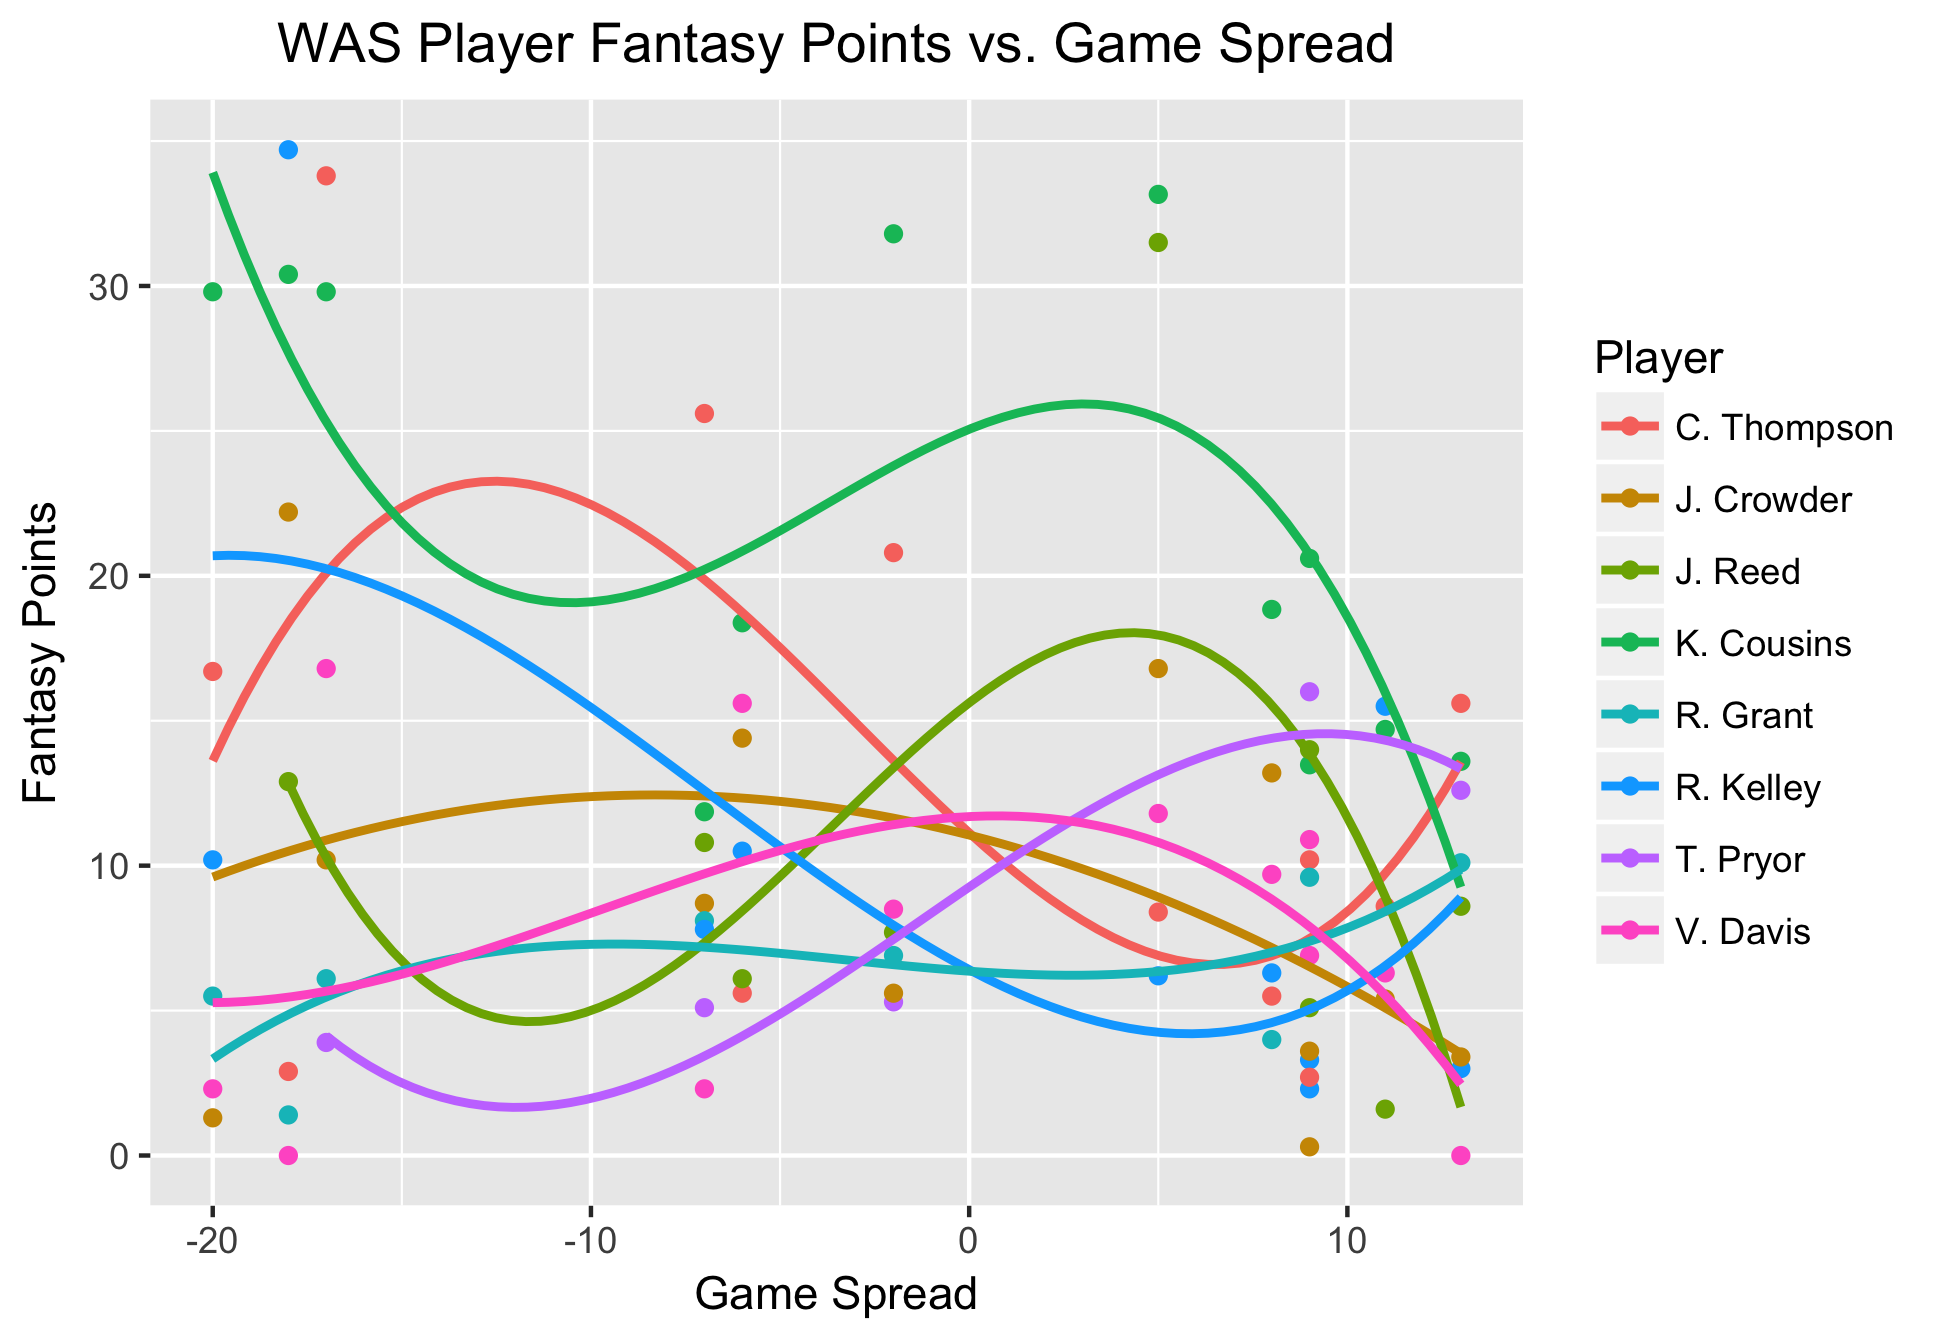 WAS Player Fantasy Points vs. Game Spread
Fantasy Points
30
20
10
0
-20
-10
0
10
Game Spread
Player
C. Thompson
J. Crowder
J. Reed
K. Cousins
R. Grant
R. Kelley
T. Pryor
V. Davis